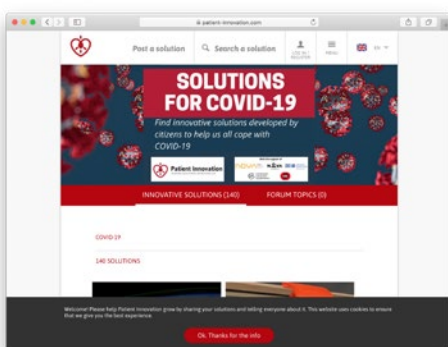 patient-innovation.com
Post a solution
Search a solution
LOG IN /
REGISTER
MENU
EN
SOLUTIONS
FOR COVID-19
Find innovative solutions developed by
citizens to help us all cope with
COVID-19
Patient Innovation
INNOVATIVE SOLUTIONS (140)
FORUM TOPICS (0)
COVID-19
140 SOLUTIONS
Welcome! Please help Patient Innovation grow by sharing your solutions and telling everyone about it. This website uses cookies to ensure
that we give you the best experience.
Ok. Thanks for the info